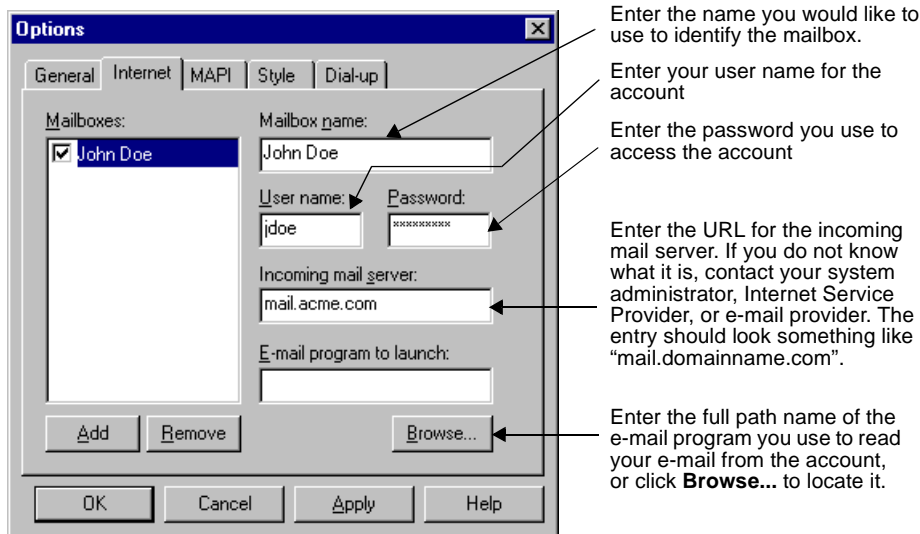 Options
General Internet MAPI Style Dial-up
Mailboxes:
John Doe
Mailbox name:
John Doe
User name: Password:
jdoe *********
Incoming mail server:
mail.acme.com
E-mail program to launch:
Add Remove Browse...
OK Cancel Apply Help
Enter the name you would like to
use to identify the mailbox.
Enter your user name for the
account
Enter the password you use to
access the account
Enter the URL for the incoming
mail server. If you do not know
what it is, contact your system
administrator, Internet Service
Provider, or e-mail provider. The
entry should look something like
“mail.domainname.com”.
Enter the full path name of the
e-mail program you use to read
your e-mail from the account,
or click Browse... to locate it.